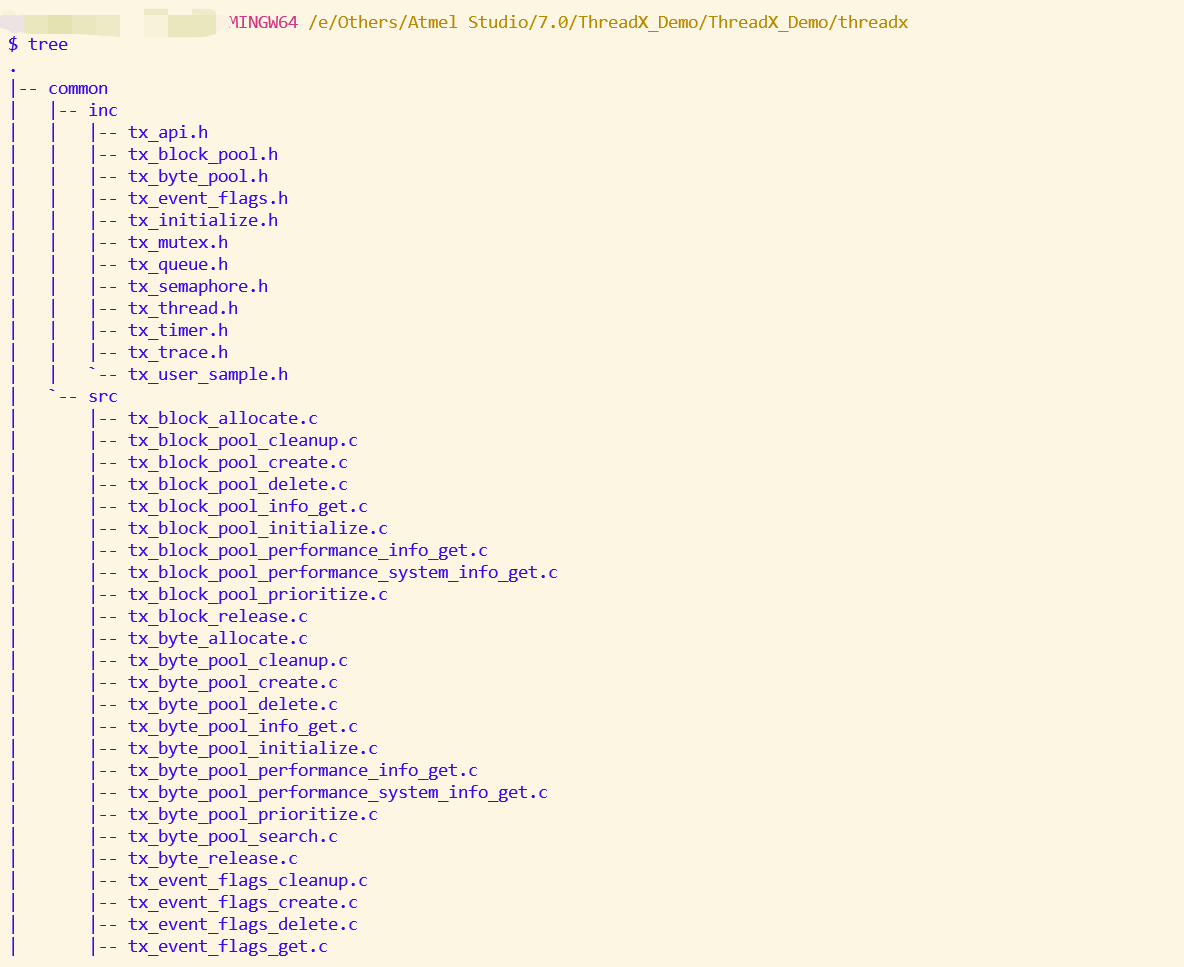 MINGW64 /e/Others/Atmel Studio/7.0/ThreadX_Demo/ThreadX_Demo/threadx
$ tree
.
|-- common
|   |-- inc
|   |   |-- tx_api.h
|   |   |-- tx_block_pool.h
|   |   |-- tx_byte_pool.h
|   |   |-- tx_event_flags.h
|   |   |-- tx_initialize.h
|   |   |-- tx_mutex.h
|   |   |-- tx_queue.h
|   |   |-- tx_semaphore.h
|   |   |-- tx_thread.h
|   |   |-- tx_timer.h
|   |   |-- tx_trace.h
|   |   `-- tx_user_sample.h
|   `-- src
|       |-- tx_block_allocate.c
|       |-- tx_block_pool_cleanup.c
|       |-- tx_block_pool_create.c
|       |-- tx_block_pool_delete.c
|       |-- tx_block_pool_info_get.c
|       |-- tx_block_pool_initialize.c
|       |-- tx_block_pool_performance_info_get.c
|       |-- tx_block_pool_performance_system_info_get.c
|       |-- tx_block_pool_prioritize.c
|       |-- tx_block_release.c
|       |-- tx_byte_allocate.c
|       |-- tx_byte_pool_cleanup.c
|       |-- tx_byte_pool_create.c
|       |-- tx_byte_pool_delete.c
|       |-- tx_byte_pool_info_get.c
|       |-- tx_byte_pool_initialize.c
|       |-- tx_byte_pool_performance_info_get.c
|       |-- tx_byte_pool_performance_system_info_get.c
|       |-- tx_byte_pool_prioritize.c
|       |-- tx_byte_pool_search.c
|       |-- tx_byte_release.c
|       |-- tx_event_flags_cleanup.c
|       |-- tx_event_flags_create.c
|       |-- tx_event_flags_delete.c
|       |-- tx_event_flags_get.c